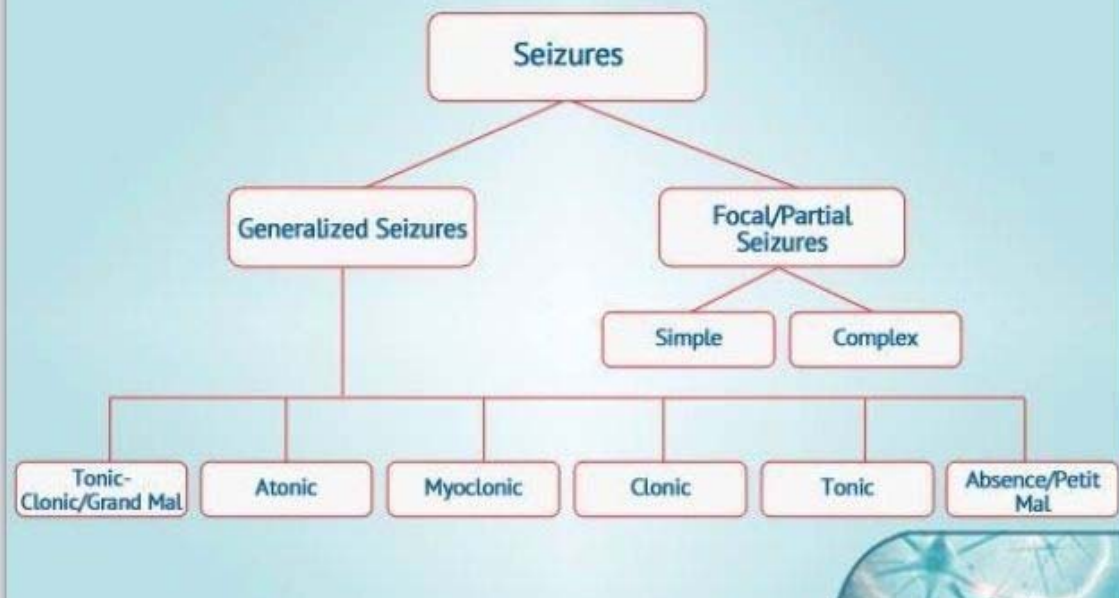 Seizures
Generalized Seizures
Focal/Partial
Seizures
Simple
Complex
Tonic-
Clonic/Grand Mal
Atonic
Myoclonic
Clonic
Tonic
Absence/Petit
Mal